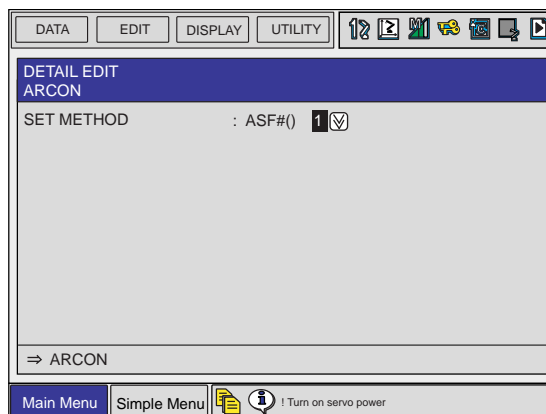 DATA EDIT DISPLAY UTILITY
DETAIL EDIT
ARCON
SET METHOD : ASF#() 1
⇒ ARCON
Main Menu Simple Menu ! Turn on servo power